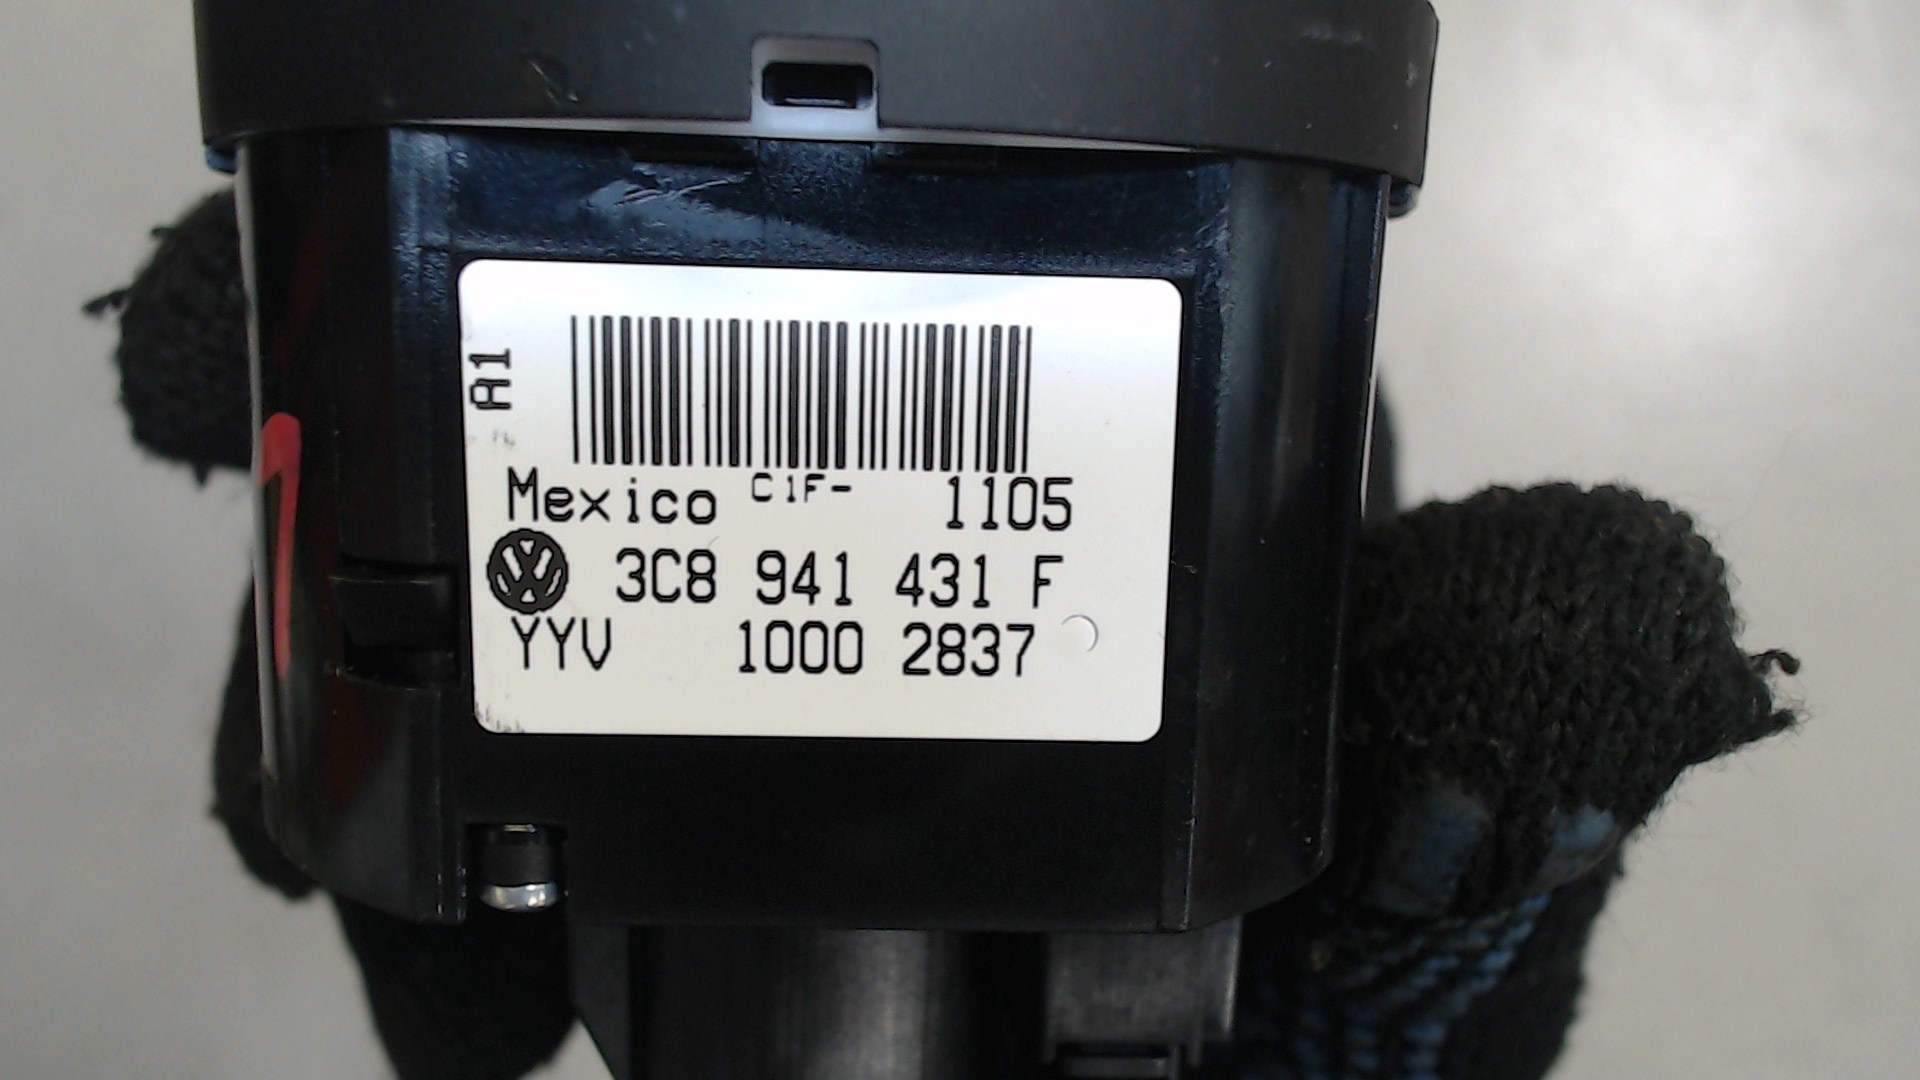 A1
Mexico C1F- 1105
3C8 941 431 F
YYV 1000 2837